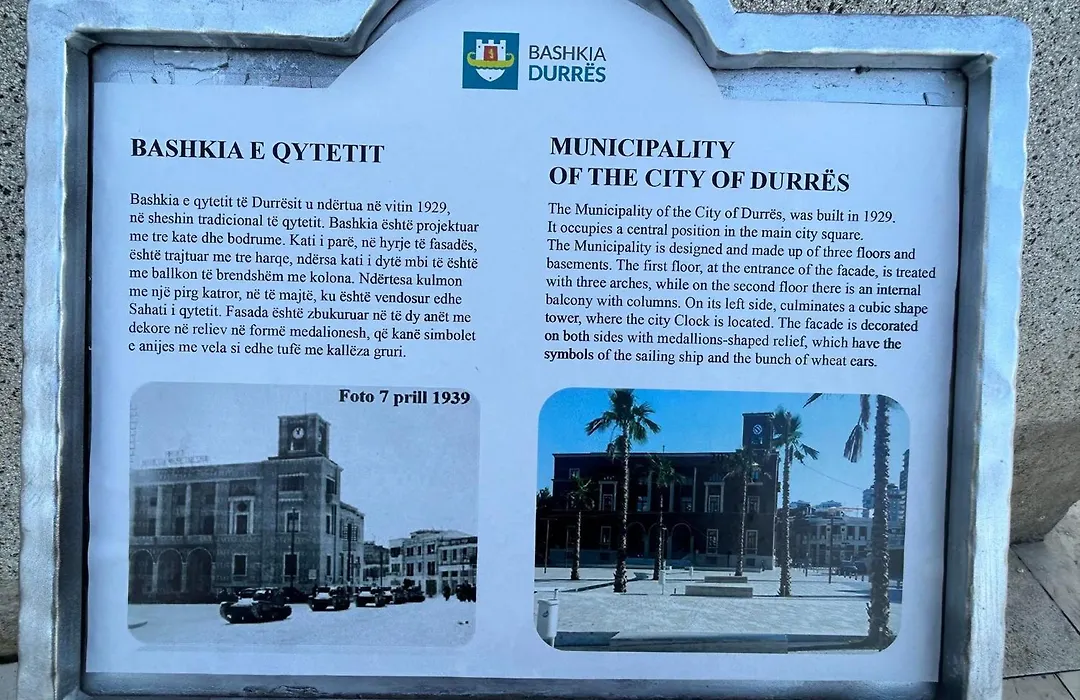 BASHKIA
DURRËS
BASHKIA E QYTETIT
Bashkia e qytetit të Durrësit u ndërtua në vitin 1929,
në sheshin tradicional të qytetit. Bashkia është projektuar
me tre kate dhe bodrume. Kati i parë, në hyrje të fasadës,
është trajtuar me tre harqe, ndërsa kati i dytë mbi të është
me ballkon të brendshëm me kolona. Ndërtesa kulmon
me një pirg katror, në të majtë, ku është vendosur edhe
Sahati i qytetit. Fasada është zbukuruar në të dy anët me
dekore në reliev në formë medalionesh, që kanë simbolet
e anijes me vela si edhe tufë me kallëza gruri.
Foto 7 prill 1939
MUNICIPALITY
OF THE CITY OF DURRËS
The Municipality of the City of Durrës, was built in 1929.
It occupies a central position in the main city square.
The Municipality is designed and made up of three floors and
basements. The first floor, at the entrance of the facade, is treated
with three arches, while on the second floor there is an internal
balcony with columns. On its left side, culminates a cubic shape
tower, where the city Clock is located. The facade is decorated
on both sides with medallions-shaped relief, which have the
symbols of the sailing ship and the bunch of wheat ears.